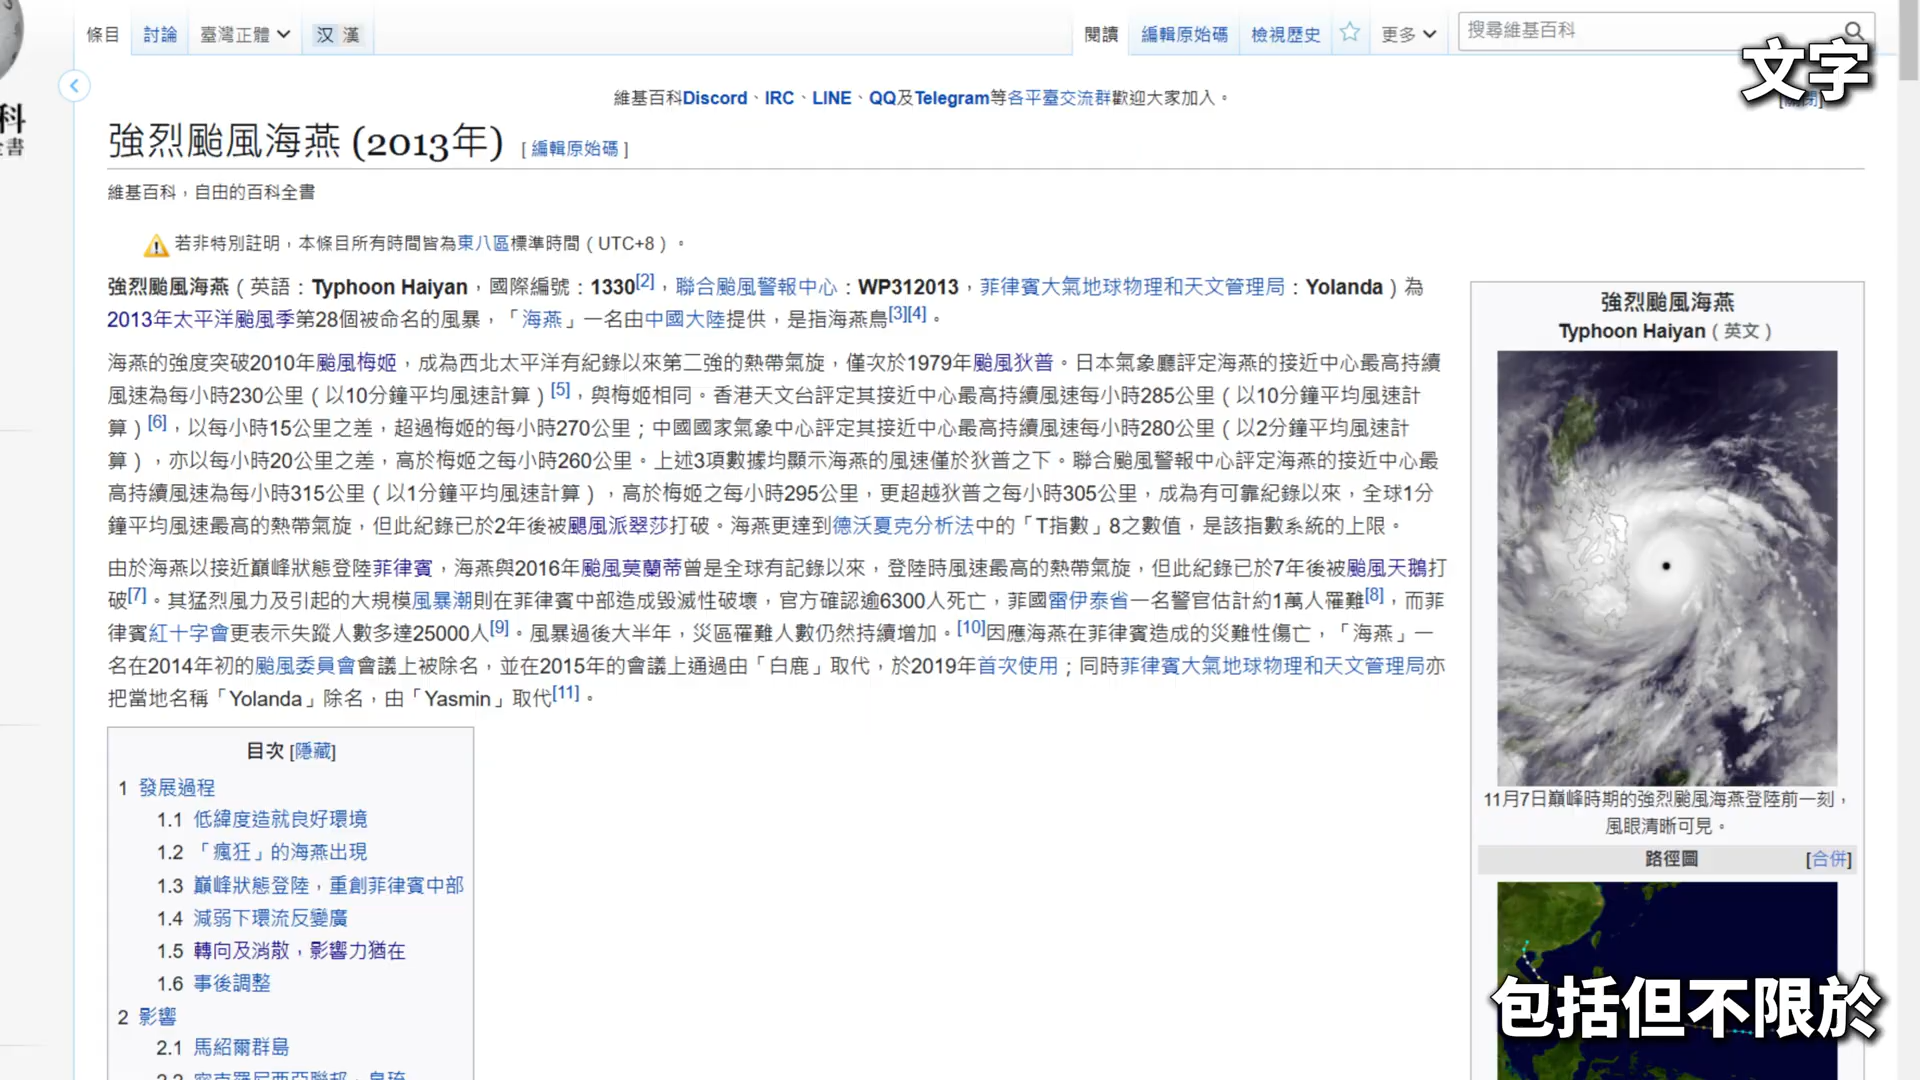 條目 討論 臺灣正體 汉 漢 閱讀 編輯原始碼 檢視歷史 更多 搜尋維基百科
文字
科
全書
維基百科Discord、IRC、LINE、QQ及Telegram等各平臺交流群歡迎大家加入。
強烈颱風海燕 (2013年) [ 編輯原始碼 ]
維基百科,自由的百科全書
若非特別註明,本條目所有時間皆為東八區標準時間(UTC+8)。
強烈颱風海燕(英語:Typhoon Haiyan,國際編號:1330[2],聯合颱風警報中心:WP312013,菲律賓大氣地球物理和天文管理局:Yolanda)為
2013年太平洋颱風季第28個被命名的風暴,「海燕」一名由中國大陸提供,是指海燕鳥[3][4]。
海燕的強度突破2010年颱風梅姬,成為西北太平洋有紀錄以來第二強的熱帶氣旋,僅次於1979年颱風狄普。日本氣象廳評定海燕的接近中心最高持續
風速為每小時230公里(以10分鐘平均風速計算)[5],與梅姬相同。香港天文台評定其接近中心最高持續風速每小時285公里(以10分鐘平均風速計
算)[6],以每小時15公里之差,超過梅姬的每小時270公里;中國國家氣象中心評定其接近中心最高持續風速每小時280公里(以2分鐘平均風速計
算),亦以每小時20公里之差,高於梅姬之每小時260公里。上述3項數據均顯示海燕的風速僅於狄普之下。聯合颱風警報中心評定海燕的接近中心最
高持續風速為每小時315公里(以1分鐘平均風速計算),高於梅姬之每小時295公里,更超越狄普之每小時305公里,成為有可靠紀錄以來,全球1分
鐘平均風速最高的熱帶氣旋,但此紀錄已於2年後被颶風派翠莎打破。海燕更達到德沃夏克分析法中的「T指數」8之數值,是該指數系統的上限。
由於海燕以接近巔峰狀態登陸菲律賓,海燕與2016年颱風莫蘭蒂曾是全球有記錄以來,登陸時風速最高的熱帶氣旋,但此紀錄已於7年後被颱風天鵝打
破[7]。其猛烈風力及引起的大規模風暴潮則在菲律賓中部造成毀滅性破壞,官方確認逾6300人死亡,菲國雷伊泰省一名警官估計約1萬人罹難[8],而菲
律賓紅十字會更表示失蹤人數多達25000人[9]。風暴過後大半年,災區罹難人數仍然持續增加。[10]因應海燕在菲律賓造成的災難性傷亡,「海燕」一
名在2014年初的颱風委員會會議上被除名,並在2015年的會議上通過由「白鹿」取代,於2019年首次使用;同時菲律賓大氣地球物理和天文管理局亦
把當地名稱「Yolanda」除名,由「Yasmin」取代[11]。
目次 [隱藏]
1 發展過程
1.1 低緯度造就良好環境
1.2 「瘋狂」的海燕出現
1.3 巔峰狀態登陸,重創菲律賓中部
1.4 減弱下環流反變廣
1.5 轉向及消散,影響力猶在
1.6 事後調整
2 影響
2.1 馬紹爾群島
強烈颱風海燕
Typhoon Haiyan(英文)
11月7日巔峰時期的強烈颱風海燕登陸前一刻,
風眼清晰可見。
路徑圖 [合併]
包括但不限於